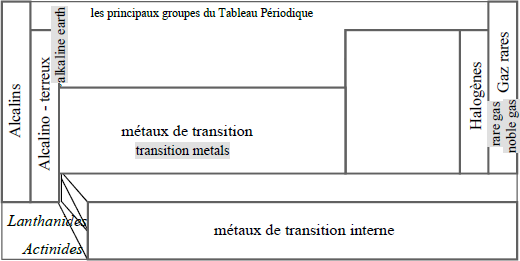 les principaux groupes du Tableau Périodique
Alcalins
Alcalino - terreux
alkaline earth
métaux de transition
transition metals
Halogènes
Gaz rares
rare gas
noble gas
Lanthanides
Actinides
métaux de transition interne